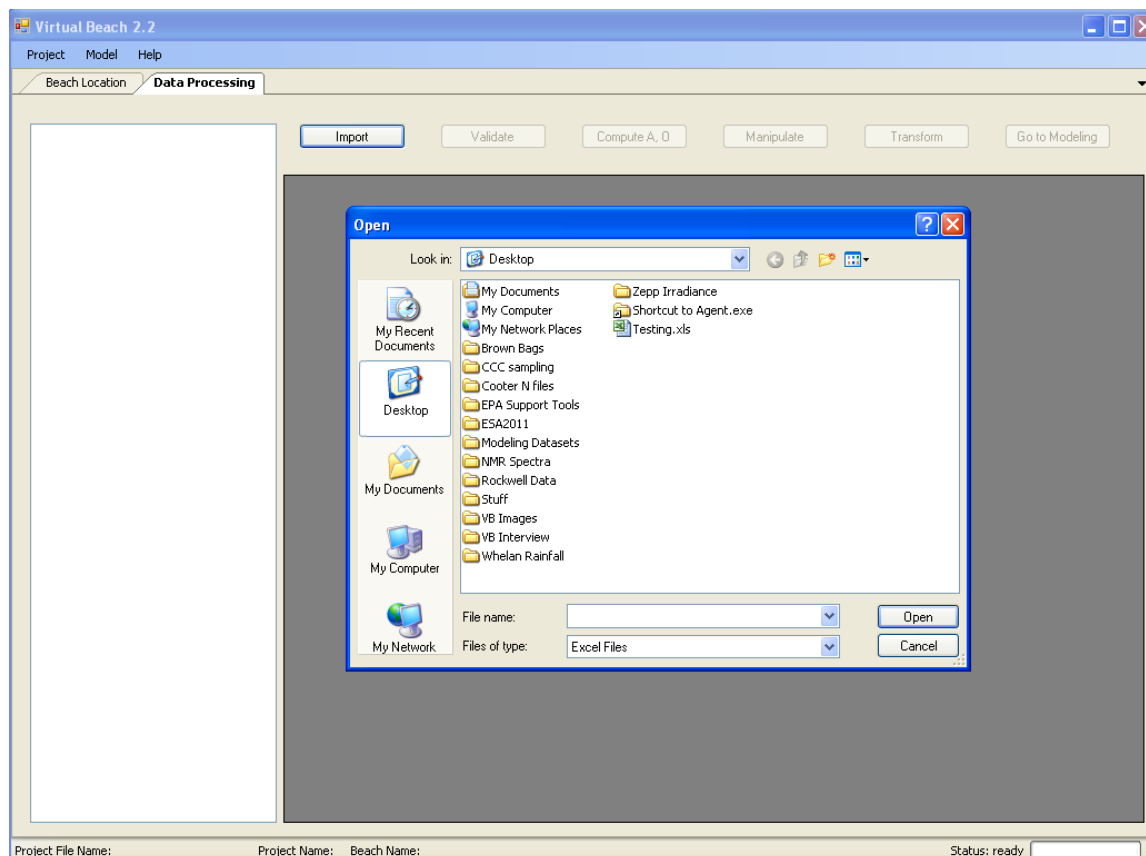 Virtual Beach 2.2
Project Model Help
Beach Location Data Processing
Import Validate Compute A, O Manipulate Transform Go to Modeling
Open
Look in: Desktop
My Recent Documents
Desktop
My Documents
My Computer
My Network
My Documents
My Computer
My Network Places
Brown Bags
CCC sampling
Cooter N files
EPA Support Tools
ESA2011
Modeling Datasets
NMR Spectra
Rockwell Data
Stuff
VB Images
VB Interview
Whelan Rainfall
Zepp Irradiance
Shortcut to Agent.exe
Testing.xls
File name: Open
Files of type: Excel Files Cancel
Project File Name: Project Name: Beach Name: Status: ready